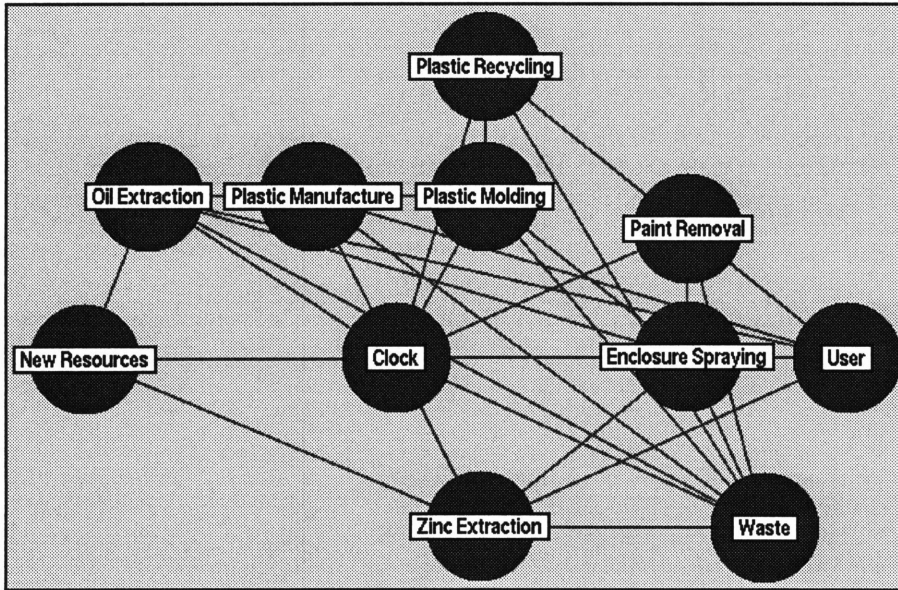 Plastic Recycling
Oil Extraction
Plastic Manufacture
Plastic Molding
Paint Removal
New Resources
Clock
Enclosure Spraying
User
Zinc Extraction
Waste